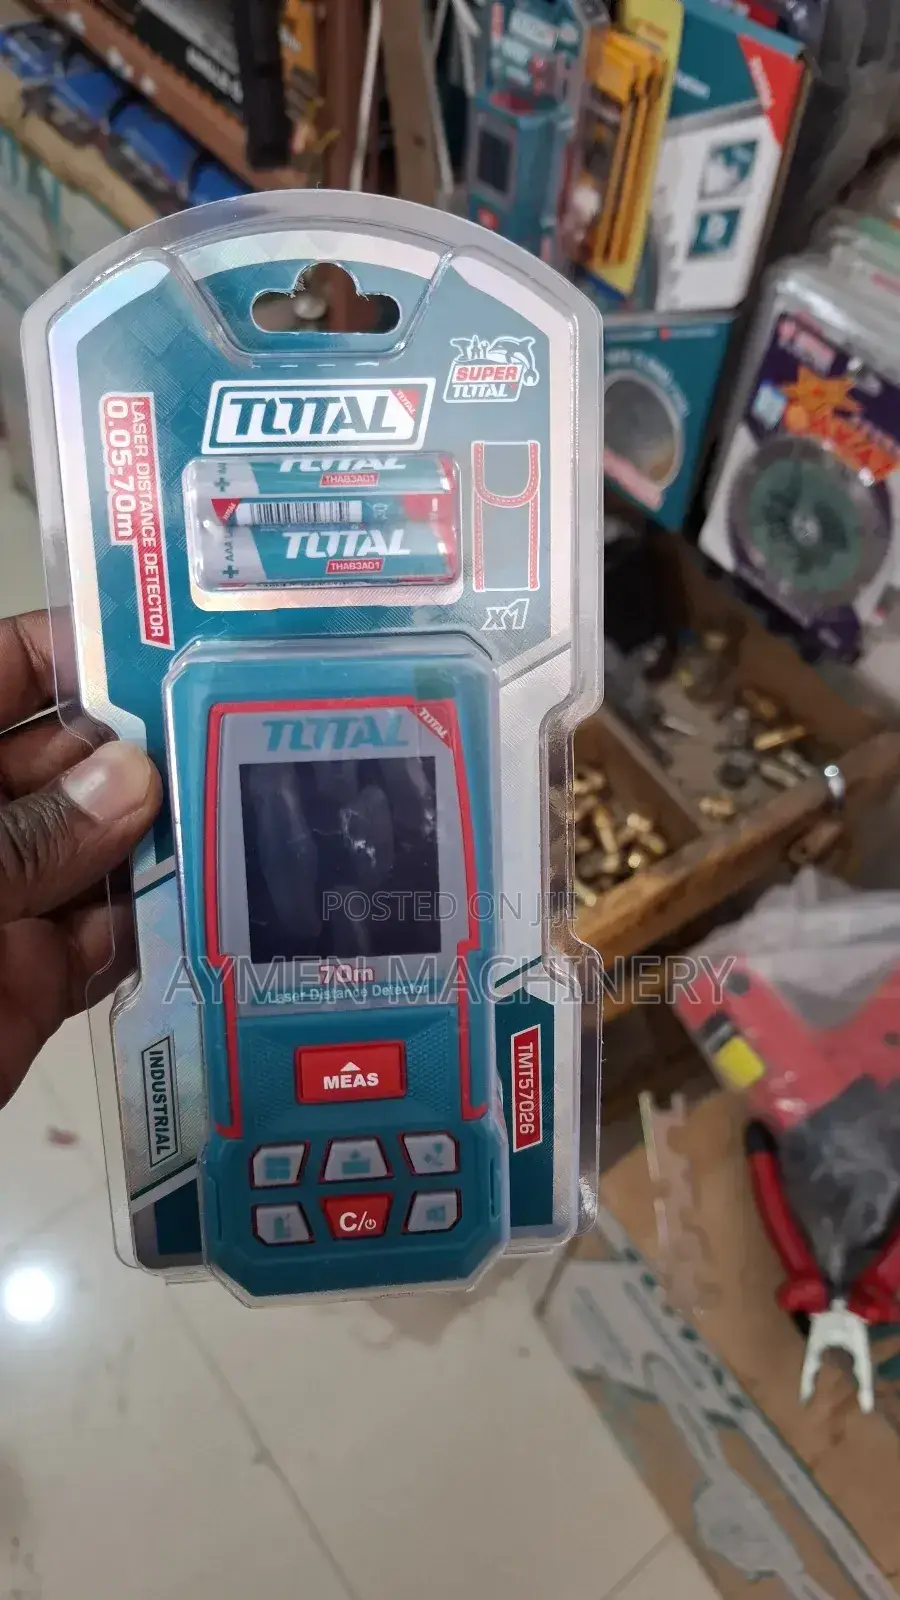 SUPER
TOTAL
TOTAL
TOTAL
LASER DISTANCE DETECTOR
0.05-70m
TOTAL
THAB3A01
TOTAL
THAB3A01
x1
TOTAL
TOTAL
POSTED ON JIJI
70m
AYMEN MACHINERY
Laser Distance Detector
MEAS
INDUSTRIAL
TMT57026
C/